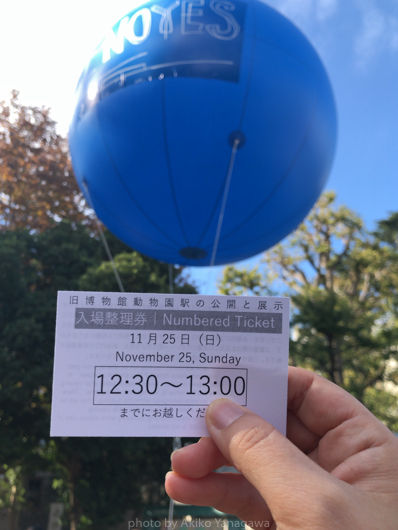 NOYES
旧博物館動物園駅の公開と展示
入場整理券 | Numbered Ticket
11月25日（日）
November 25, Sunday
12:30～13:00
までにお越しくだ
photo by Akiko Yanagawa